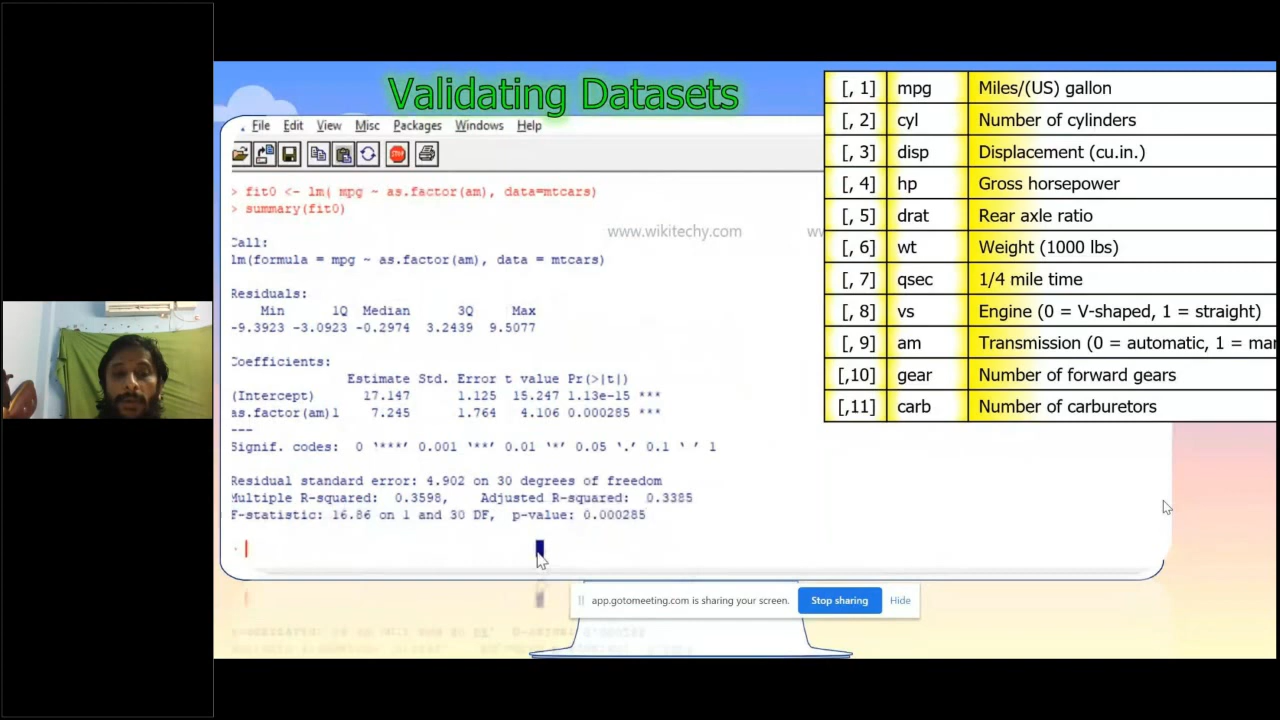 Validating Datasets
File Edit View Misc Packages Windows Help
STOP
> fit0 <- lm( mpg ~ as.factor(am), data=mtcars)
> summary(fit0)
www.wikitechy.com
Call:
lm(formula = mpg ~ as.factor(am), data = mtcars)
Residuals:
Min 1Q Median 3Q Max
-9.3923 -3.0923 -0.2974 3.2439 9.5077
Coefficients:
Estimate Std. Error t value Pr(>|t|)
(Intercept) 17.147 1.125 15.247 1.13e-15 ***
as.factor(am)1 7.245 1.764 4.106 0.000285 ***
---
Signif. codes: 0 ‘***’ 0.001 ‘**’ 0.01 ‘*’ 0.05 ‘.’ 0.1 ‘ ’ 1
Residual standard error: 4.902 on 30 degrees of freedom
Multiple R-squared: 0.3598, Adjusted R-squared: 0.3385
F-statistic: 16.86 on 1 and 30 DF, p-value: 0.000285
[, 1] mpg Miles/(US) gallon
[, 2] cyl Number of cylinders
[, 3] disp Displacement (cu.in.)
[, 4] hp Gross horsepower
[, 5] drat Rear axle ratio
[, 6] wt Weight (1000 lbs)
[, 7] qsec 1/4 mile time
[, 8] vs Engine (0 = V-shaped, 1 = straight)
[, 9] am Transmission (0 = automatic, 1 = mar
[,10] gear Number of forward gears
[,11] carb Number of carburetors
app.gotomeeting.com is sharing your screen. Stop sharing Hide